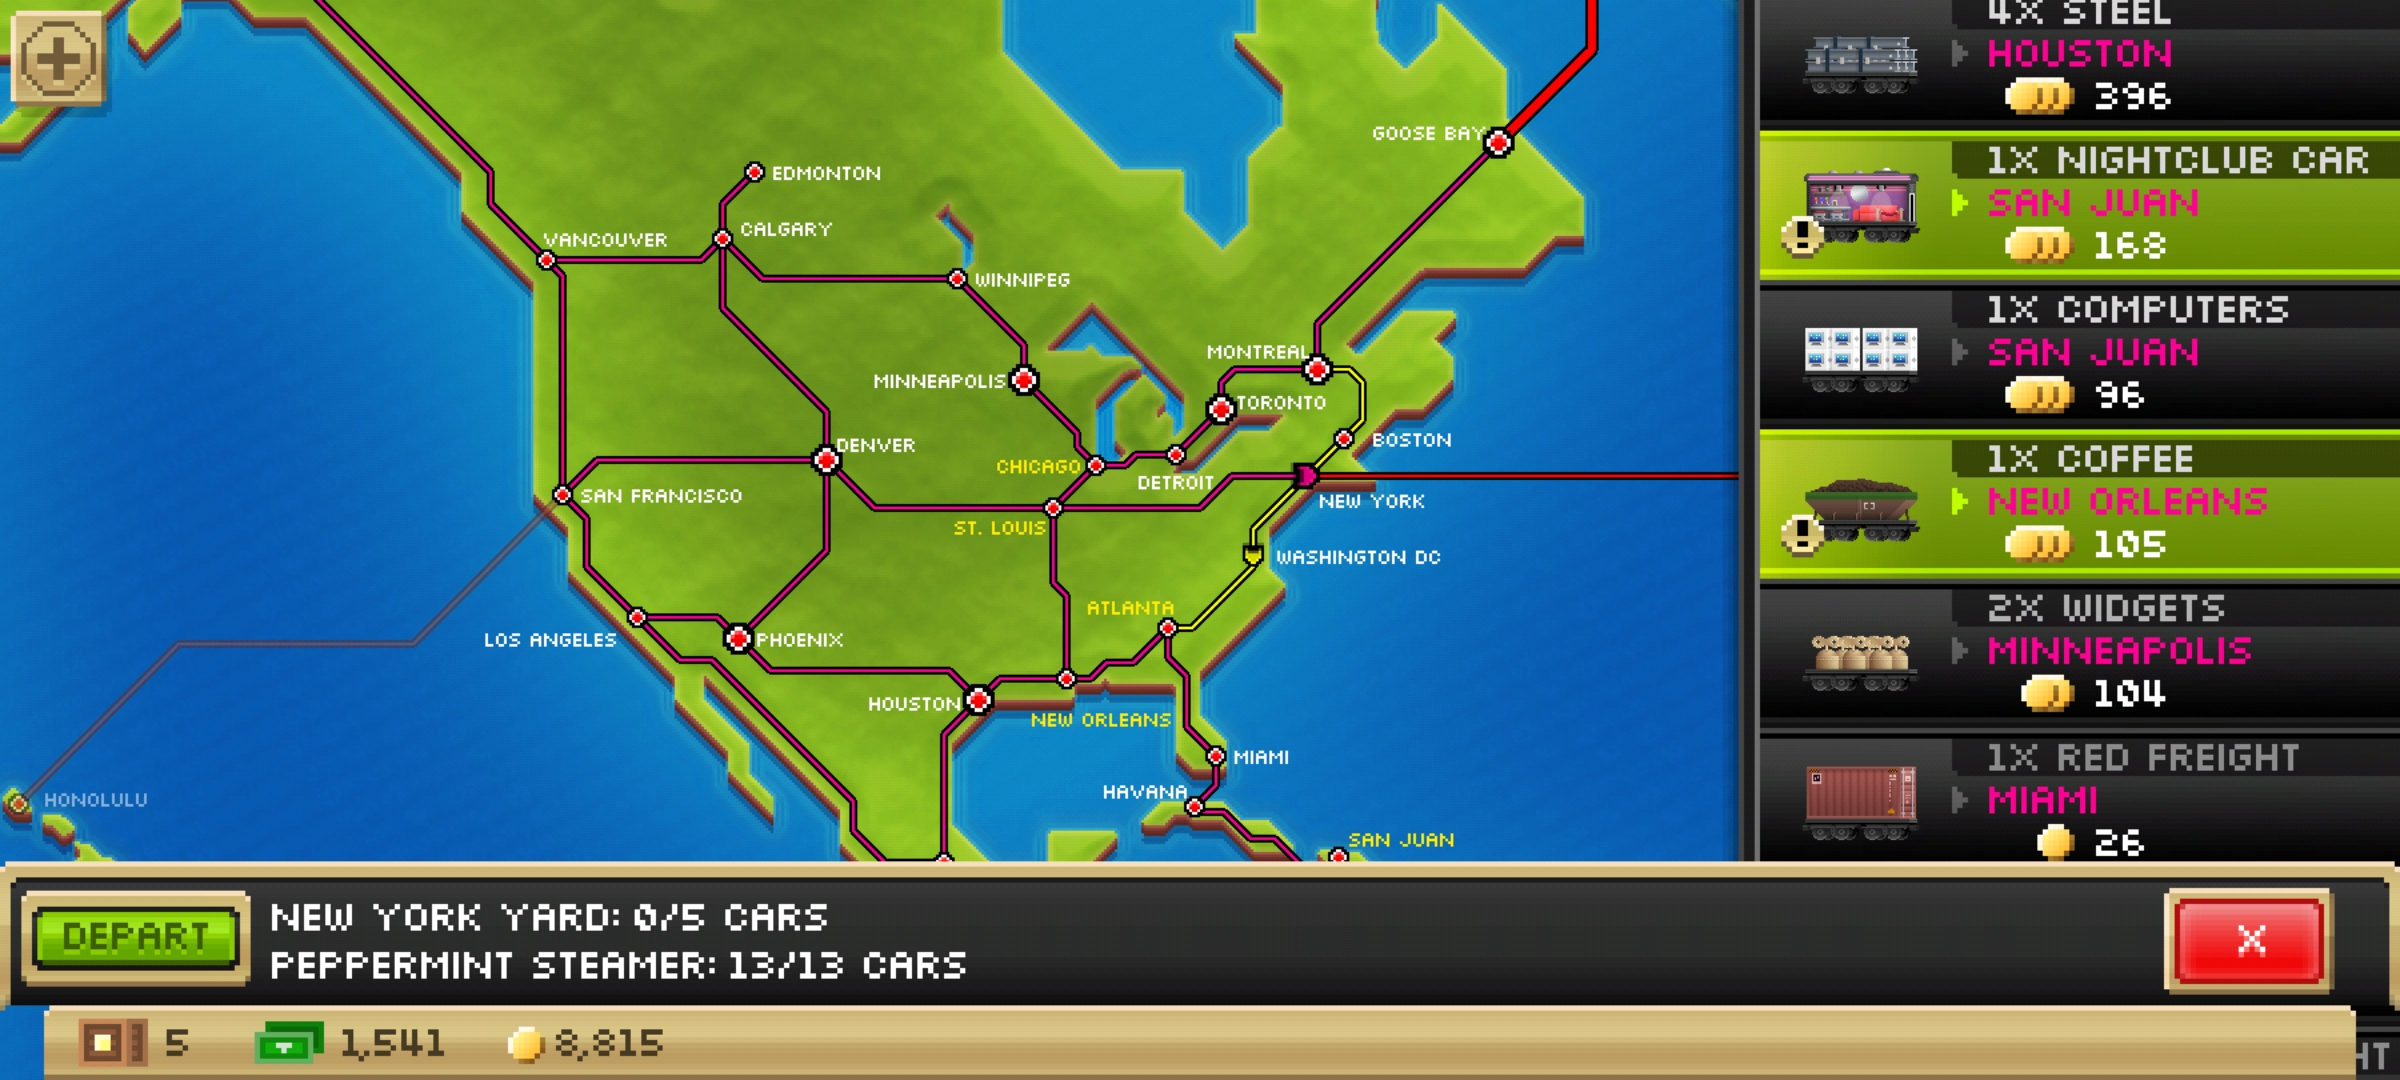 4X STEEL
HOUSTON
396
1X NIGHTCLUB CAR
SAN JUAN
168
1X COMPUTERS
SAN JUAN
96
1X COFFEE
NEW ORLEANS
105
2X WIDGETS
MINNEAPOLIS
104
1X RED FREIGHT
MIAMI
26
GOOSE BAY
EDMONTON
CALGARY
VANCOUVER
WINNIPEG
MONTREAL
MINNEAPOLIS
TORONTO
BOSTON
DENVER
CHICAGO
DETROIT
SAN FRANCISCO
NEW YORK
ST. LOUIS
WASHINGTON DC
ATLANTA
LOS ANGELES
PHOENIX
HOUSTON
NEW ORLEANS
MIAMI
HAVANA
HONOLULU
SAN JUAN
DEPART
NEW YORK YARD: 0/5 CARS
PEPPERMINT STEAMER: 13/13 CARS
X
5
1,541
8,815
HT